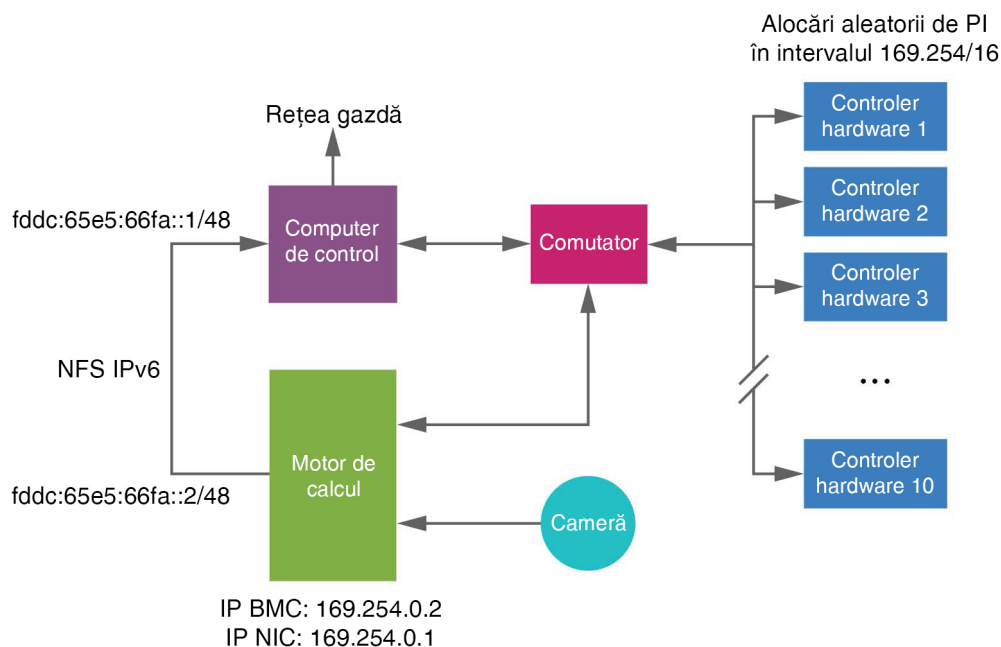 Alocări aleatorii de PI
în intervalul 169.254/16
Controler
hardware 1
Rețea gazdă
Controler
hardware 2
fddc:65e5:66fa::1/48
Computer
de control
Comutator
Controler
hardware 3
NFS IPv6
...
Motor de
calcul
Controler
hardware 10
fddc:65e5:66fa::2/48
Cameră
IP BMC: 169.254.0.2
IP NIC: 169.254.0.1